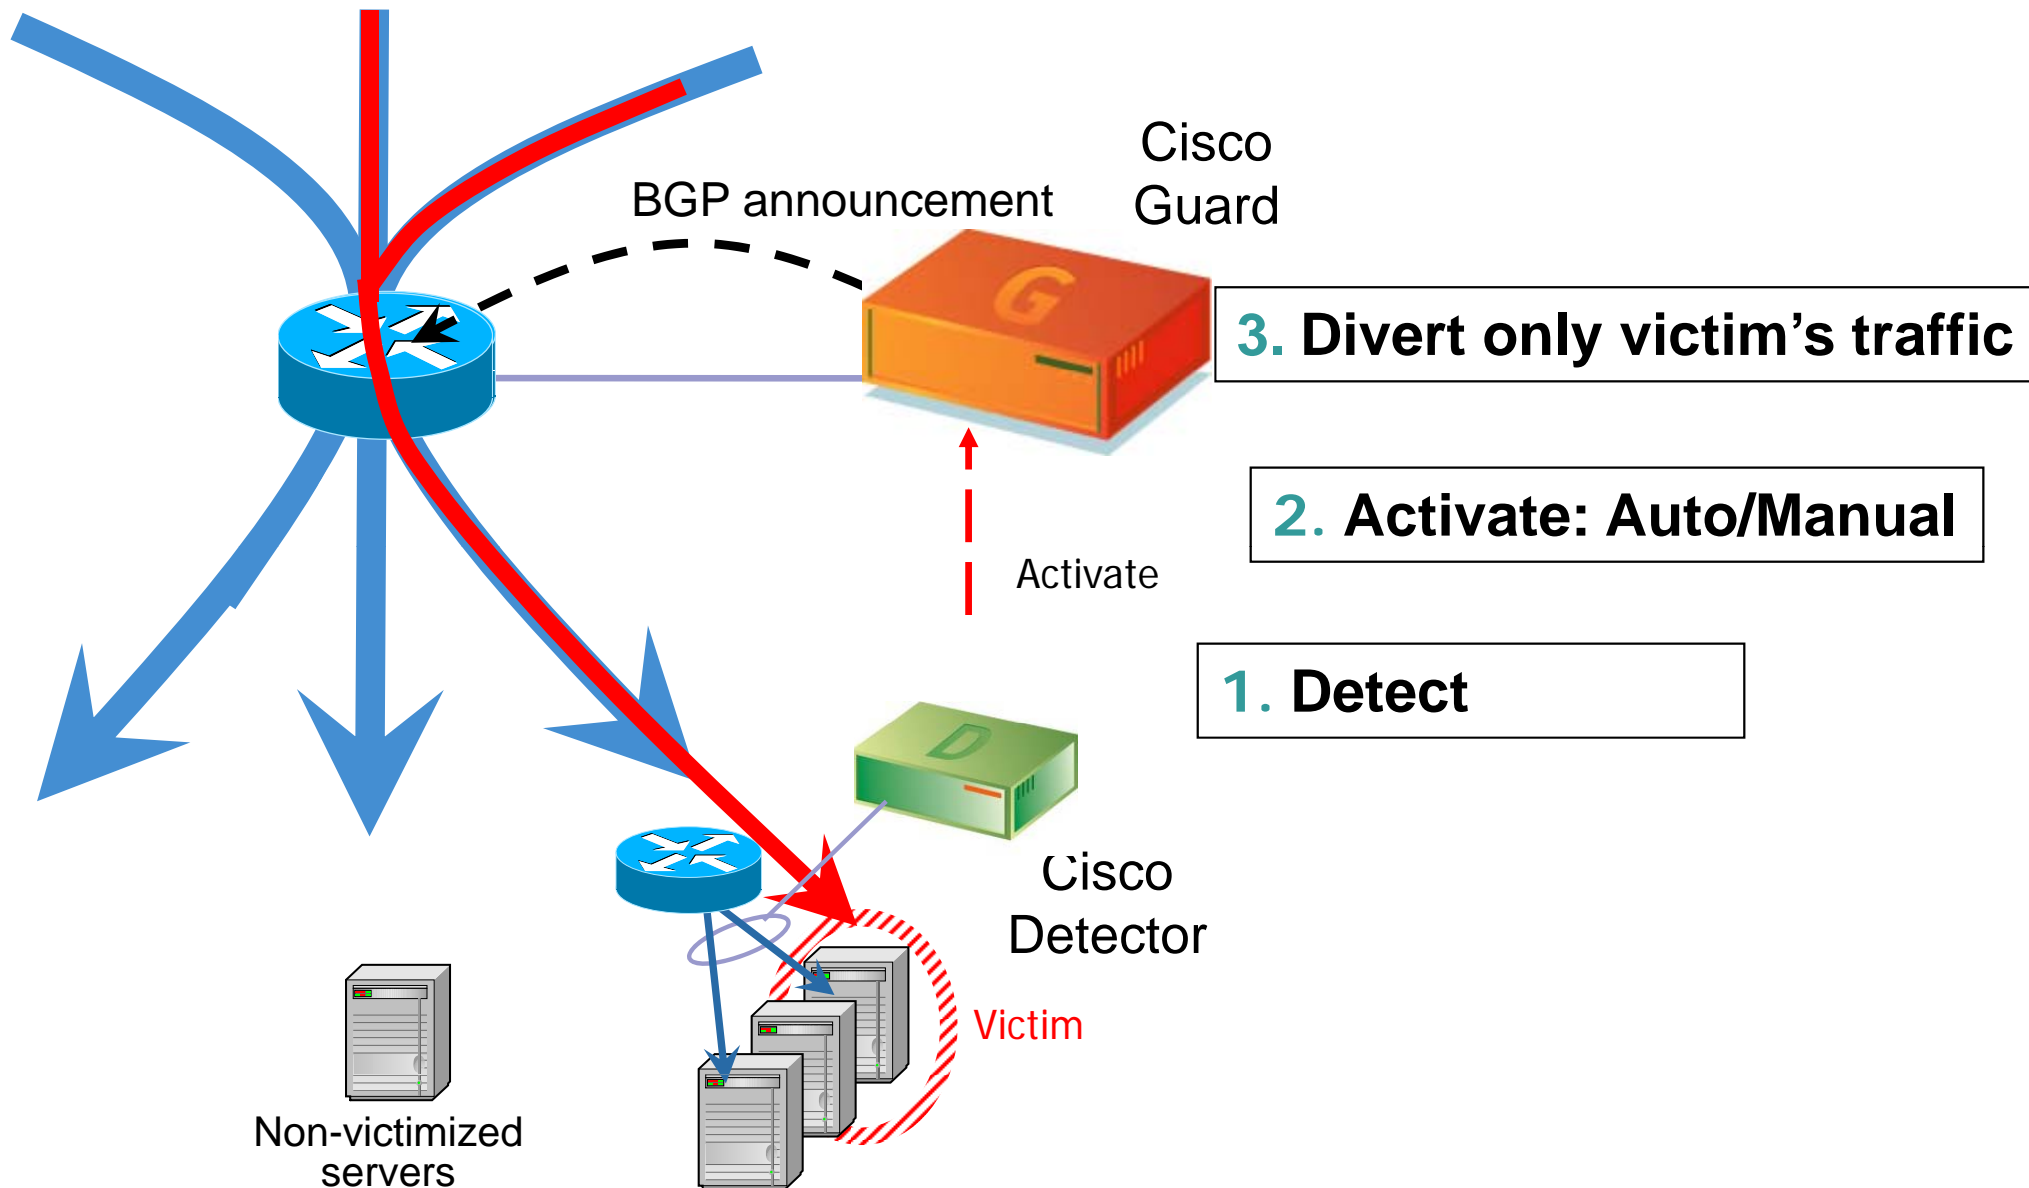 Cisco
Guard
BGP announcement
G
3. Divert only victim’s traffic
2. Activate: Auto/Manual
Activate
1. Detect
D
Cisco
Detector
Victim
Non-victimized
servers